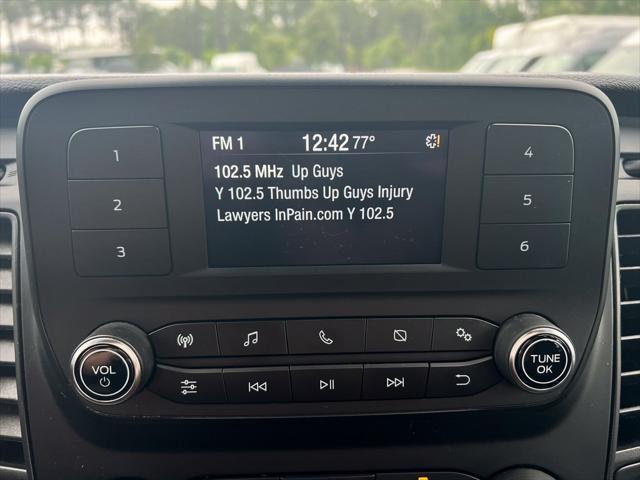 FM 1 12:42 77°
102.5 MHz Up Guys
Y 102.5 Thumbs Up Guys Injury
Lawyers InPain.com Y 102.5
1
2
3
4
5
6
VOL
TUNE
OK